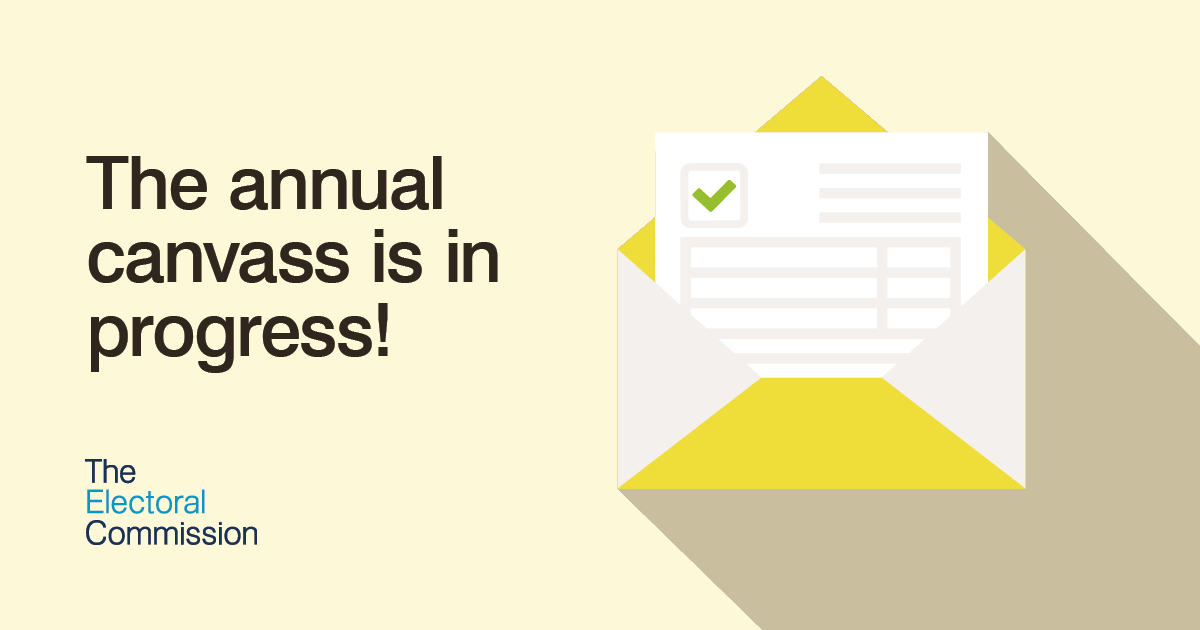 The annual
canvass is in
progress!
The
Electoral
Commission